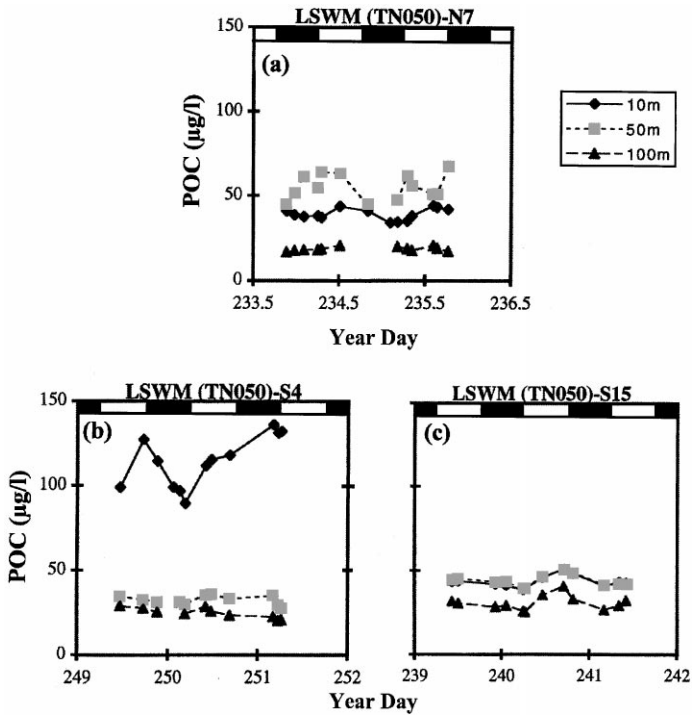 LSWM (TN050)-N7
(a)
150
100
50
0
POC (µg/l)
233.5 234.5 235.5 236.5
Year Day
10m
50m
100m
LSWM (TN050)-S4
(b)
150
100
50
0
POC (µg/l)
249 250 251 252
LSWM (TN050)-S15
(c)
239 240 241 242
Year Day